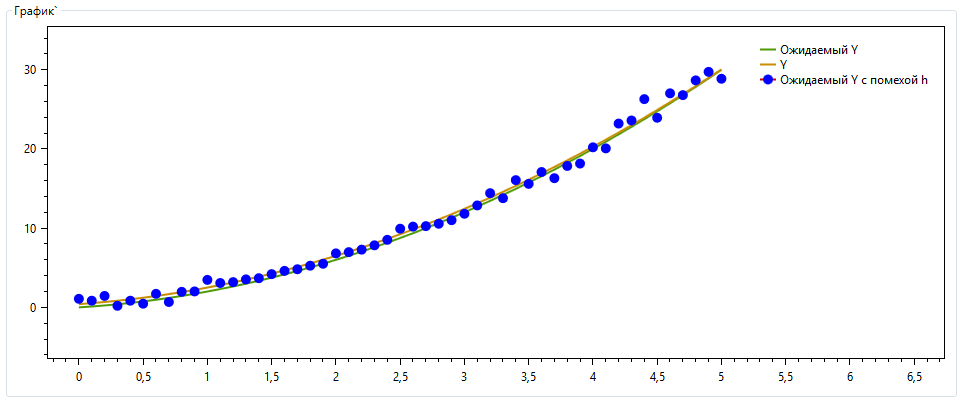 График`
Ожидаемый Y
Y
Ожидаемый Y с помехой h
30
20
10
0
0 0,5 1 1,5 2 2,5 3 3,5 4 4,5 5 5,5 6 6,5